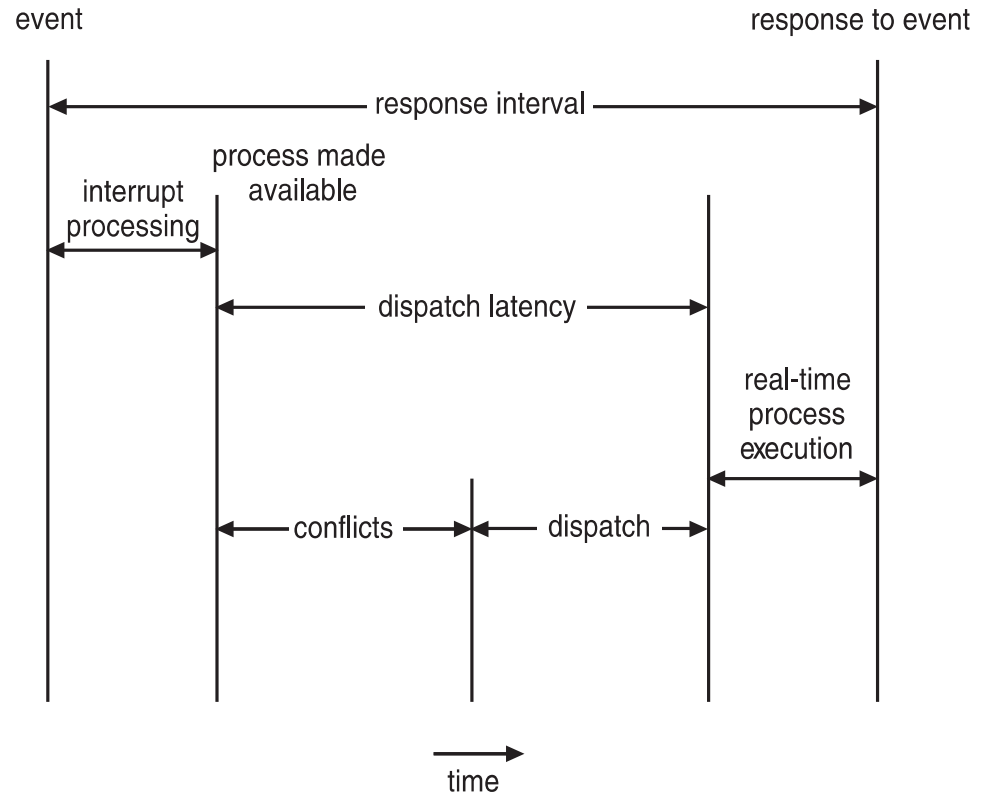 event
response to event
response interval
process made
available
interrupt
processing
dispatch latency
real-time
process
execution
conflicts
dispatch
time